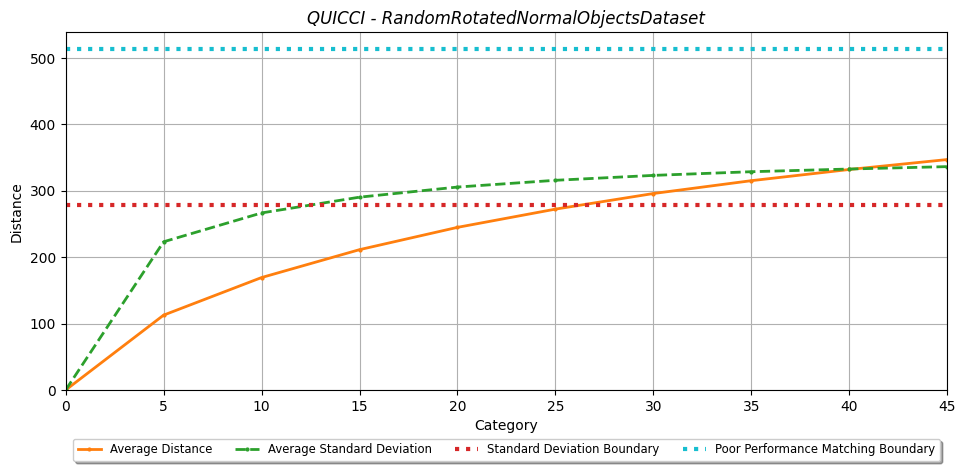 QUICCI - RandomRotatedNormalObjectsDataset
500
400
300
200
100
0
Distance
0 5 10 15 20 25 30 35 40 45
Category
Average Distance Average Standard Deviation Standard Deviation Boundary Poor Performance Matching Boundary